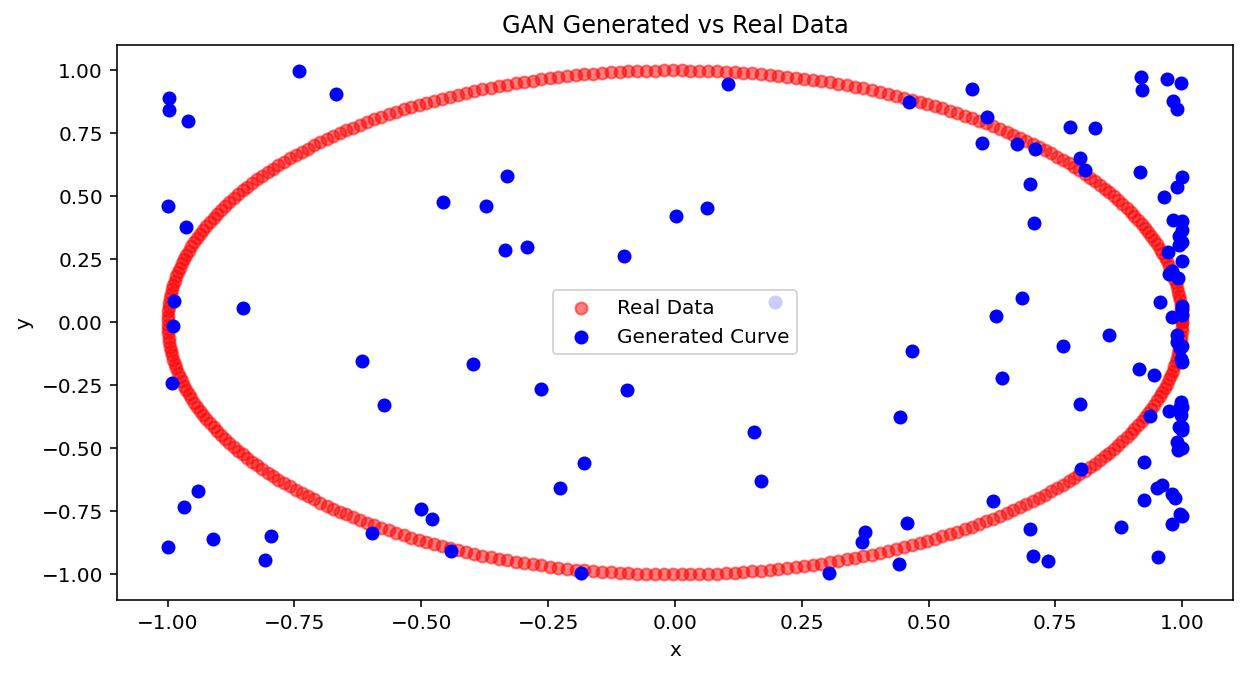 GAN Generated vs Real Data
1.00
0.75
0.50
0.25
0.00
−0.25
−0.50
−0.75
−1.00
y
Real Data
Generated Curve
−1.00 −0.75 −0.50 −0.25 0.00 0.25 0.50 0.75 1.00
x